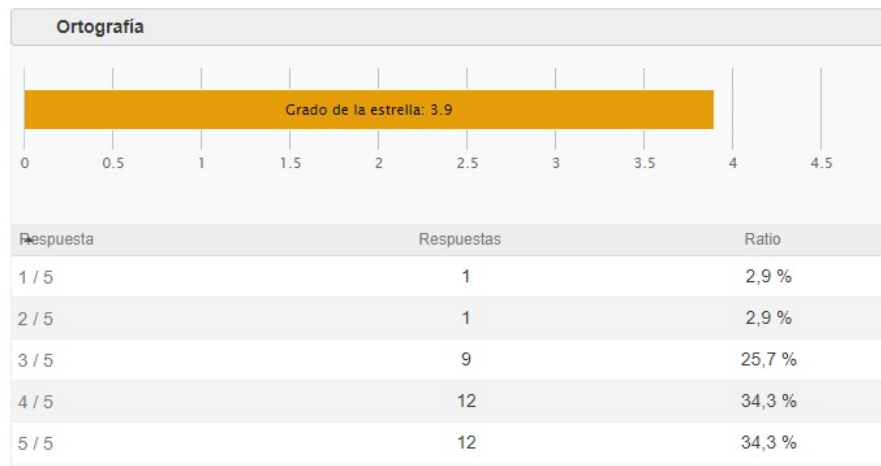 Ortografía
Grado de la estrella: 3.9
0 0.5 1 1.5 2 2.5 3 3.5 4 4.5
Respuesta Respuestas Ratio
1 / 5 1 2,9 %
2 / 5 1 2,9 %
3 / 5 9 25,7 %
4 / 5 12 34,3 %
5 / 5 12 34,3 %